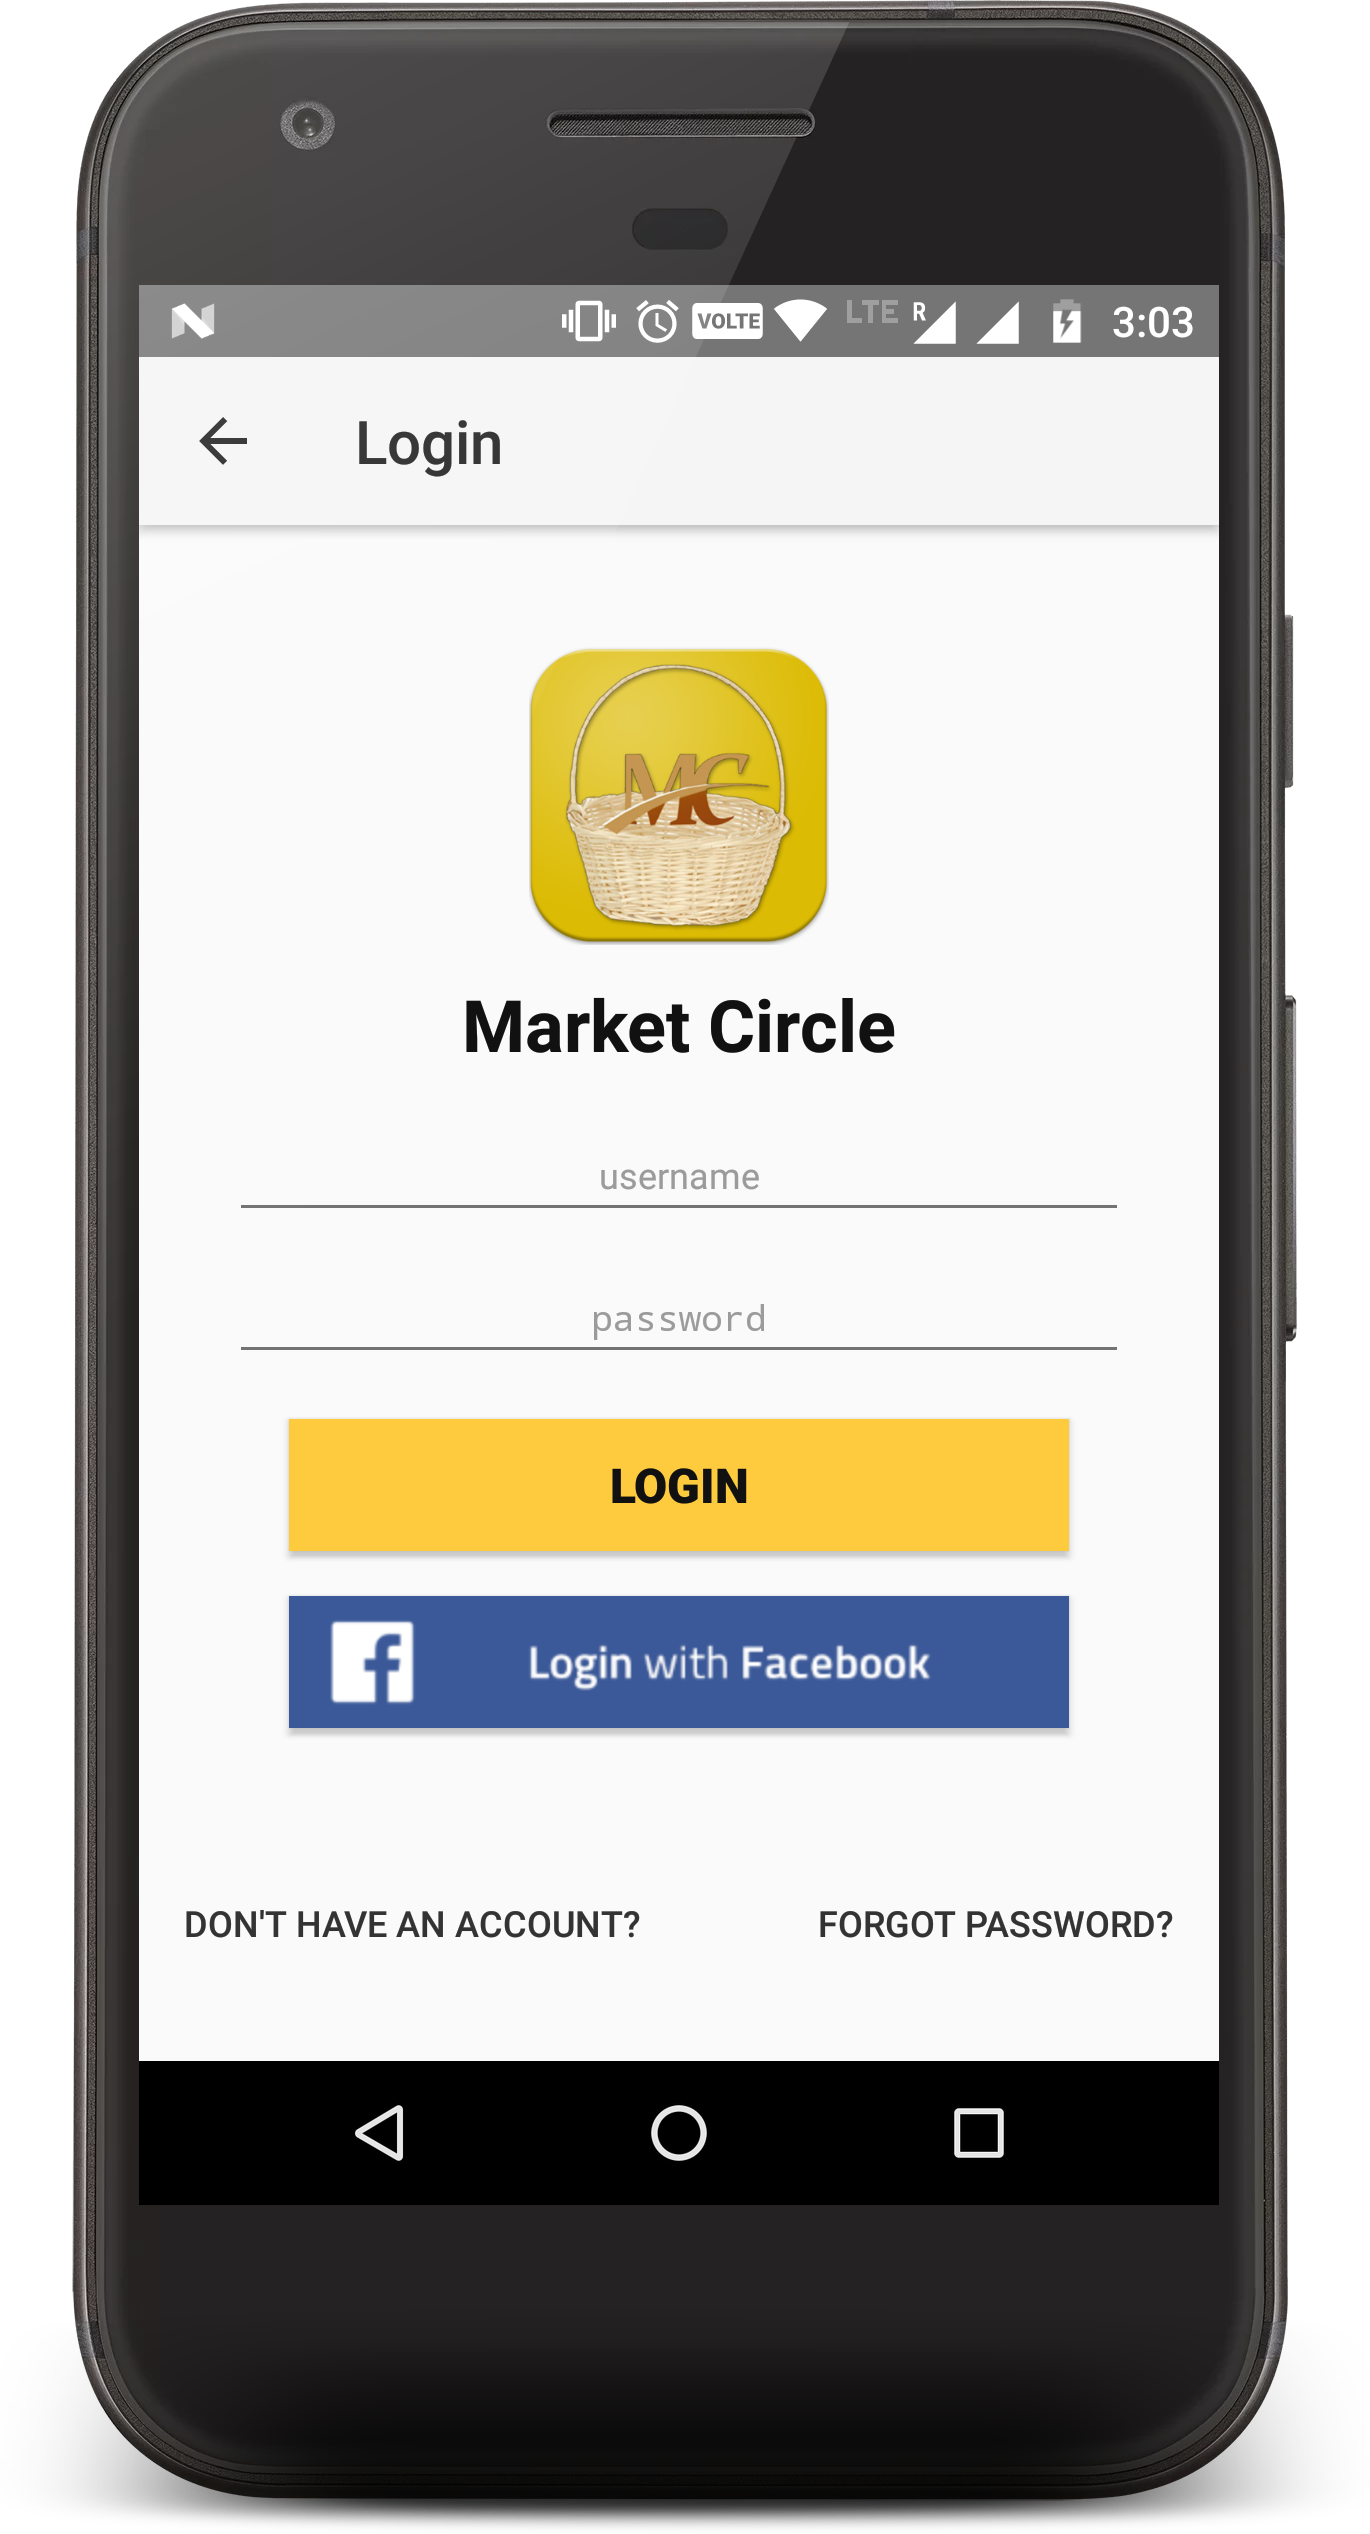 VOLTE LTE R 3:03
Login
MC
Market Circle
username
password
LOGIN
Login with Facebook
DON'T HAVE AN ACCOUNT? FORGOT PASSWORD?